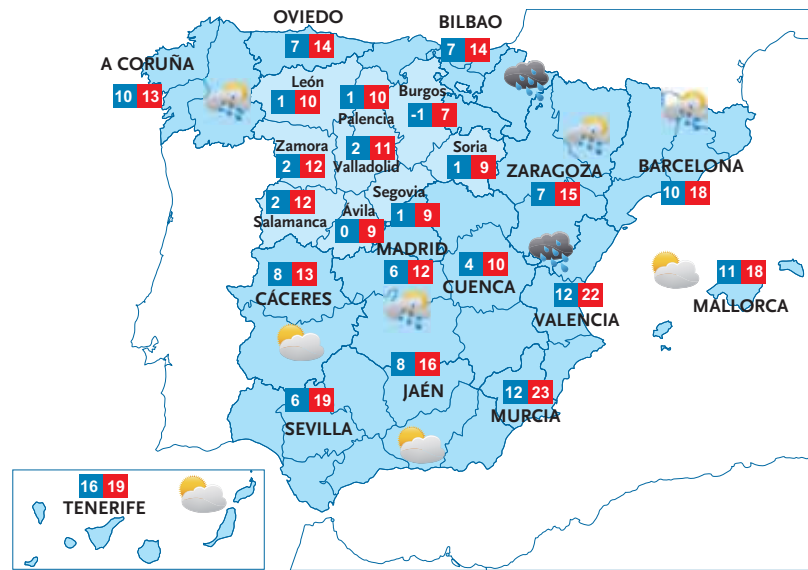 OVIEDO
7 14
BILBAO
7 14
A CORUÑA
10 13
León
1 10
1 10
Palencia
Burgos
-1 7
Zamora
2 12
2 11
Valladolid
Soria
1 9
ZARAGOZA
7 15
BARCELONA
10 18
2 12
Salamanca
Ávila
0 9
Segovia
1 9
MADRID
6 12
4 10
CUENCA
8 13
CÁCERES
12 22
VALENCIA
11 18
MALLORCA
8 16
JAÉN
6 19
SEVILLA
12 23
MURCIA
16 19
TENERIFE